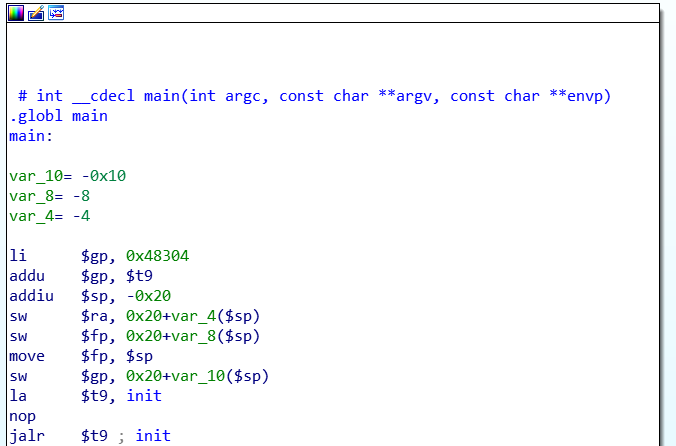 # int __cdecl main(int argc, const char **argv, const char **envp)
.globl main
main:
var_10= -0x10
var_8= -8
var_4= -4
li $gp, 0x48304
addu $gp, $t9
addiu $sp, -0x20
sw $ra, 0x20+var_4($sp)
sw $fp, 0x20+var_8($sp)
move $fp, $sp
sw $gp, 0x20+var_10($sp)
la $t9, init
nop
jalr $t9 ; init